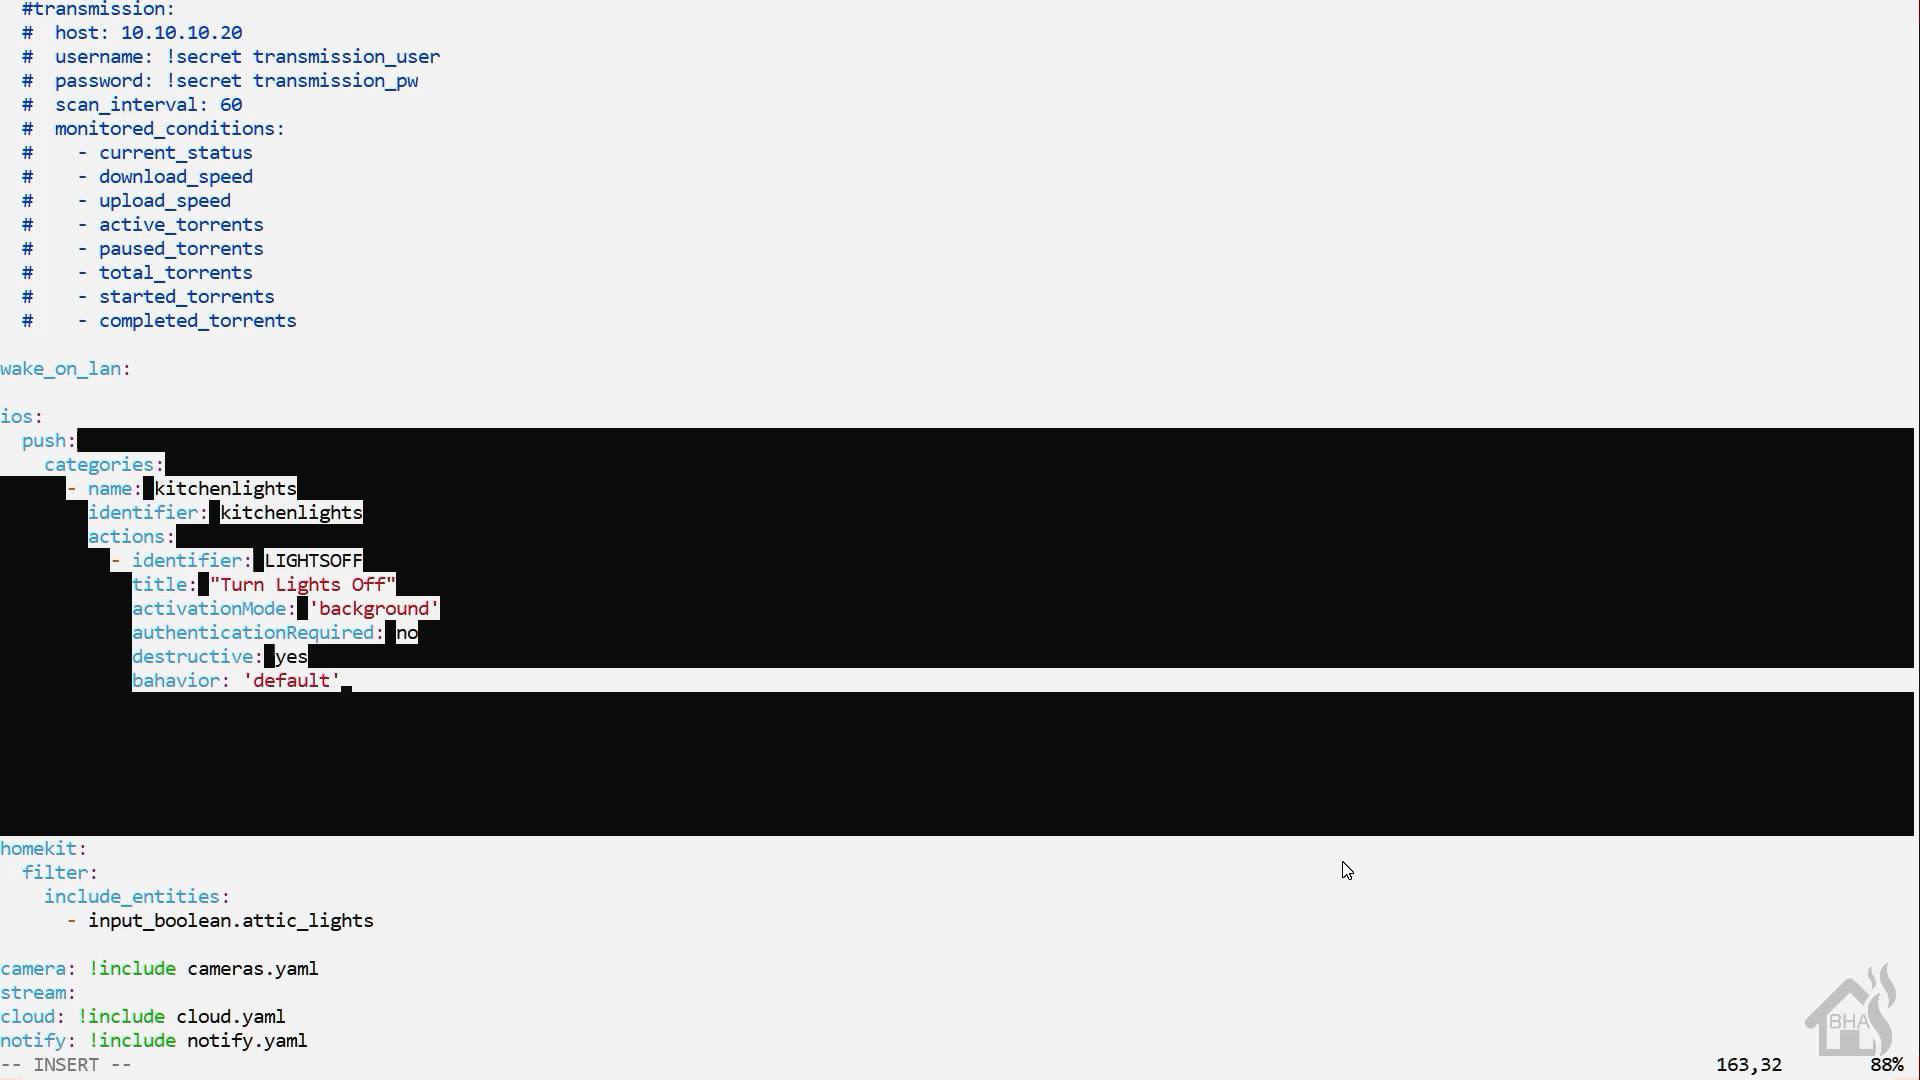 #transmission:
#  host: 10.10.10.20
#  username: !secret transmission_user
#  password: !secret transmission_pw
#  scan_interval: 60
#  monitored_conditions:
#    - current_status
#    - download_speed
#    - upload_speed
#    - active_torrents
#    - paused_torrents
#    - total_torrents
#    - started_torrents
#    - completed_torrents
wake_on_lan:
ios:
push:
categories:
- name: kitchenlights
identifier: kitchenlights
actions:
- identifier: LIGHTSOFF
title: "Turn Lights Off"
activationMode: 'background'
authenticationRequired: no
destructive: yes
bahavior: 'default'
homekit:
filter:
include_entities:
- input_boolean.attic_lights
camera: !include cameras.yaml
stream:
cloud: !include cloud.yaml
notify: !include notify.yaml
-- INSERT -- 163,32 88%
BHA